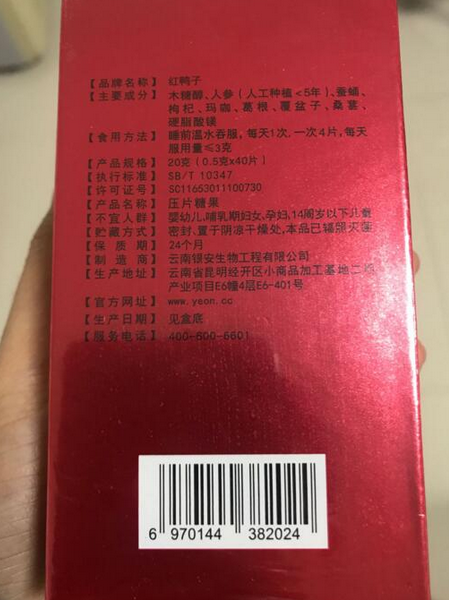 【品牌名称】 红鸭子
【主要成分】 木糖醇、人参(人工种植<5年)、蚕蛹、
枸杞、玛咖、葛根、覆盆子、桑葚、
硬脂酸镁
【食用方法】 睡前温水吞服,每天1次,一次4片,每天
服用量≤3克
【产品规格】 20克(0.5克×40片)
【执行标准】 SB/T 10347
【许可证号】 SC11653011100730
【产品名称】 压片糖果
【不宜人群】 婴幼儿,哺乳期妇女,孕妇,14周岁以下儿童
【贮藏方式】 密封,置于阴凉干燥处,本品已辐照灭菌
【保 质 期】 24个月
【制 造 商】 云南银安生物工程有限公司
【生产地址】 云南省昆明经开区小商品加工基地二
产业项目E6幢4层E6-401号
【官方网址】 www.yeon.cc
【生产日期】 见盒底
【服务电话】 400-800-6601
6 970144 382024